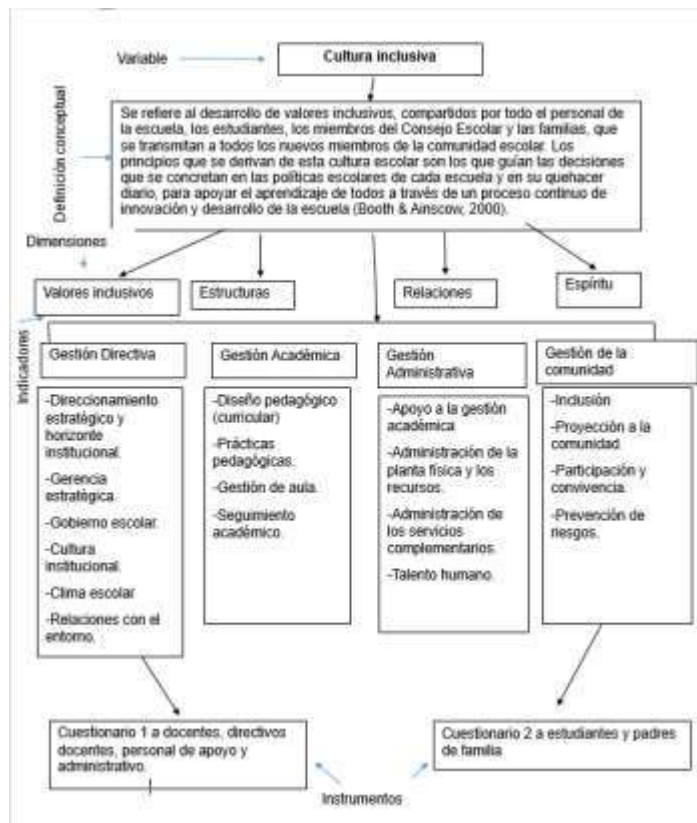 Variable
Cultura inclusiva
Definición conceptual
Se refiere al desarrollo de valores inclusivos, compartidos por todo el personal de
la escuela, los estudiantes, los miembros del Consejo Escolar y las familias, que
se transmitan a todos los nuevos miembros de la comunidad escolar. Los
principios que se derivan de esta cultura escolar son los que guían las decisiones
que se concretan en las políticas escolares de cada escuela y en su quehacer
diario, para apoyar el aprendizaje de todos a través de un proceso continuo de
innovación y desarrollo de la escuela (Booth & Ainscow, 2000).
Dimensiones
Valores inclusivos
Estructuras
Relaciones
Espíritu
Indicadores
Gestión Directiva
-Direccionamiento
estratégico y
horizonte
institucional.
-Gerencia
estratégica
-Gobierno escolar.
-Cultura
institucional.
-Clima escolar
-Relaciones con el
entorno.
Gestión Académica
-Diseño pedagógico
(curricular)
-Prácticas
pedagógicas.
-Gestión de aula.
-Seguimiento
académico.
Gestión
Administrativa
-Apoyo a la gestión
académica
-Administración de la
planta física y los
recursos.
-Administración de
los servicios
complementarios.
-Talento humano.
Gestión de la
comunidad
-Inclusión
-Proyección a la
comunidad.
-Participación y
convivencia.
-Prevención de
riesgos.
Cuestionario 1 a docentes, directivos
docentes, personal de apoyo y
administrativo.
Cuestionario 2 a estudiantes y padres
de familia
Instrumentos